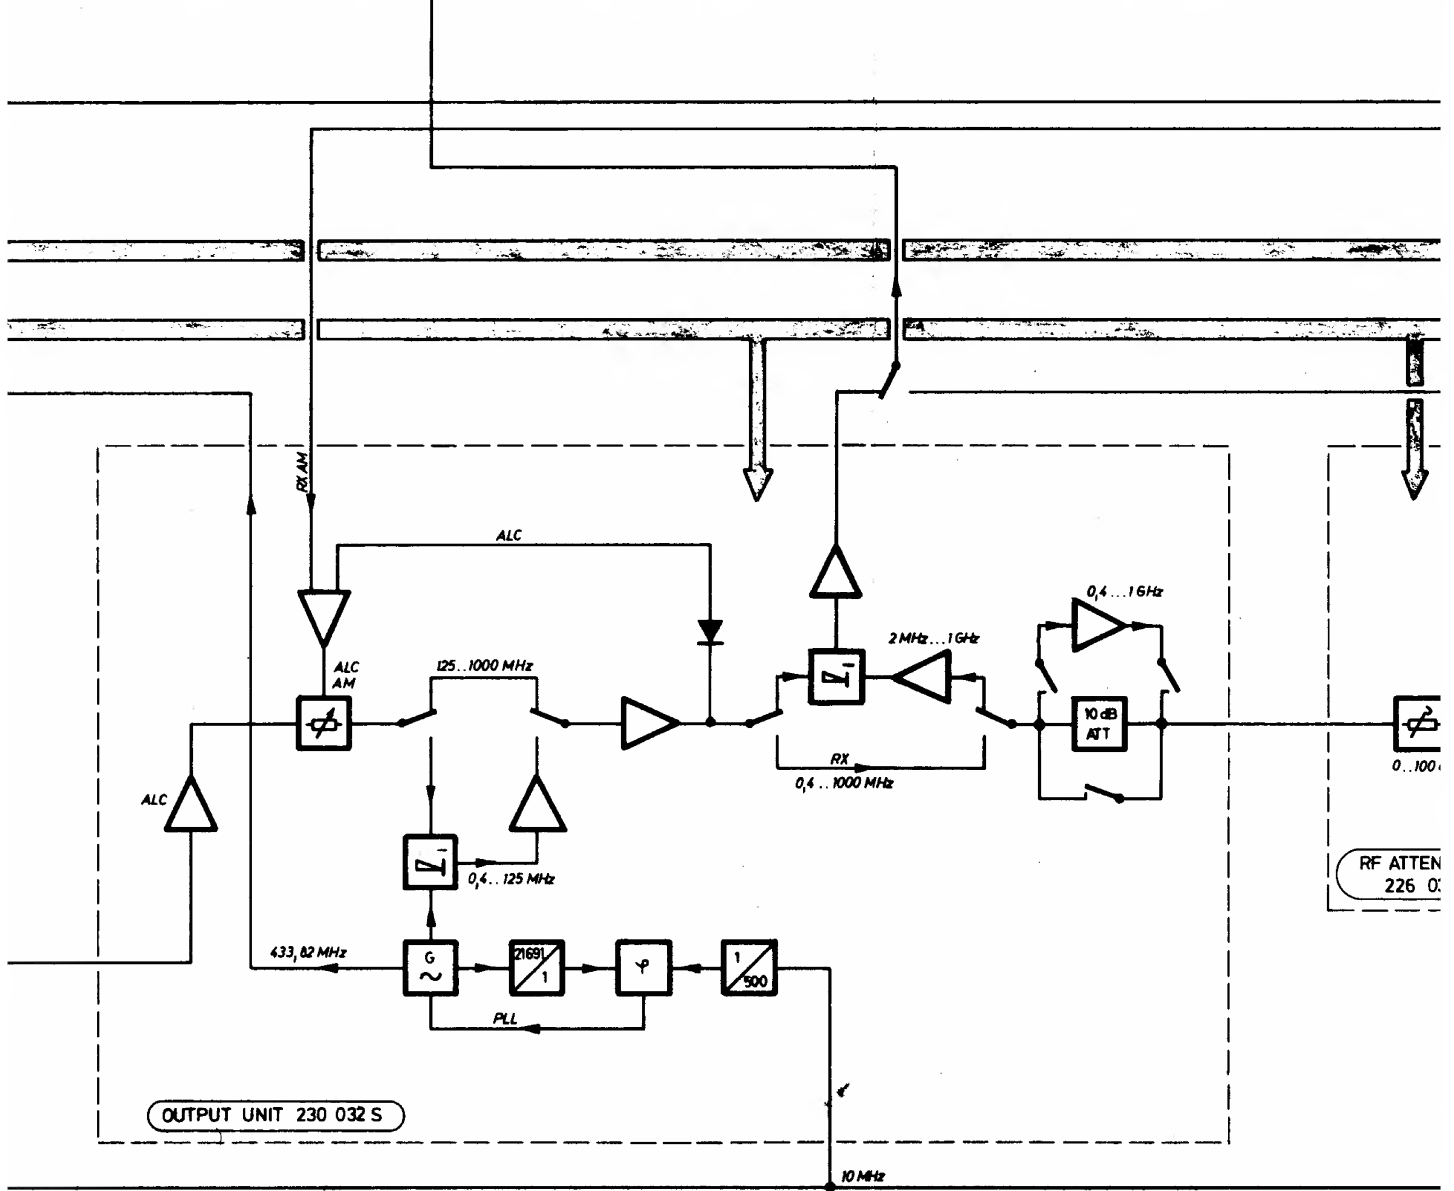 RX AM
ALC
0,4...1 GHz
2 MHz...1 GHz
ALC
AM
125..1000 MHz
10 dB
ATT
RX
0,4..1000 MHz
0..100
ALC
0,4..125 MHz
RF ATTEN
226
433,82 MHz
G
~
21691
1
φ
1
500
PLL
OUTPUT UNIT 230 032 S
10 MHz